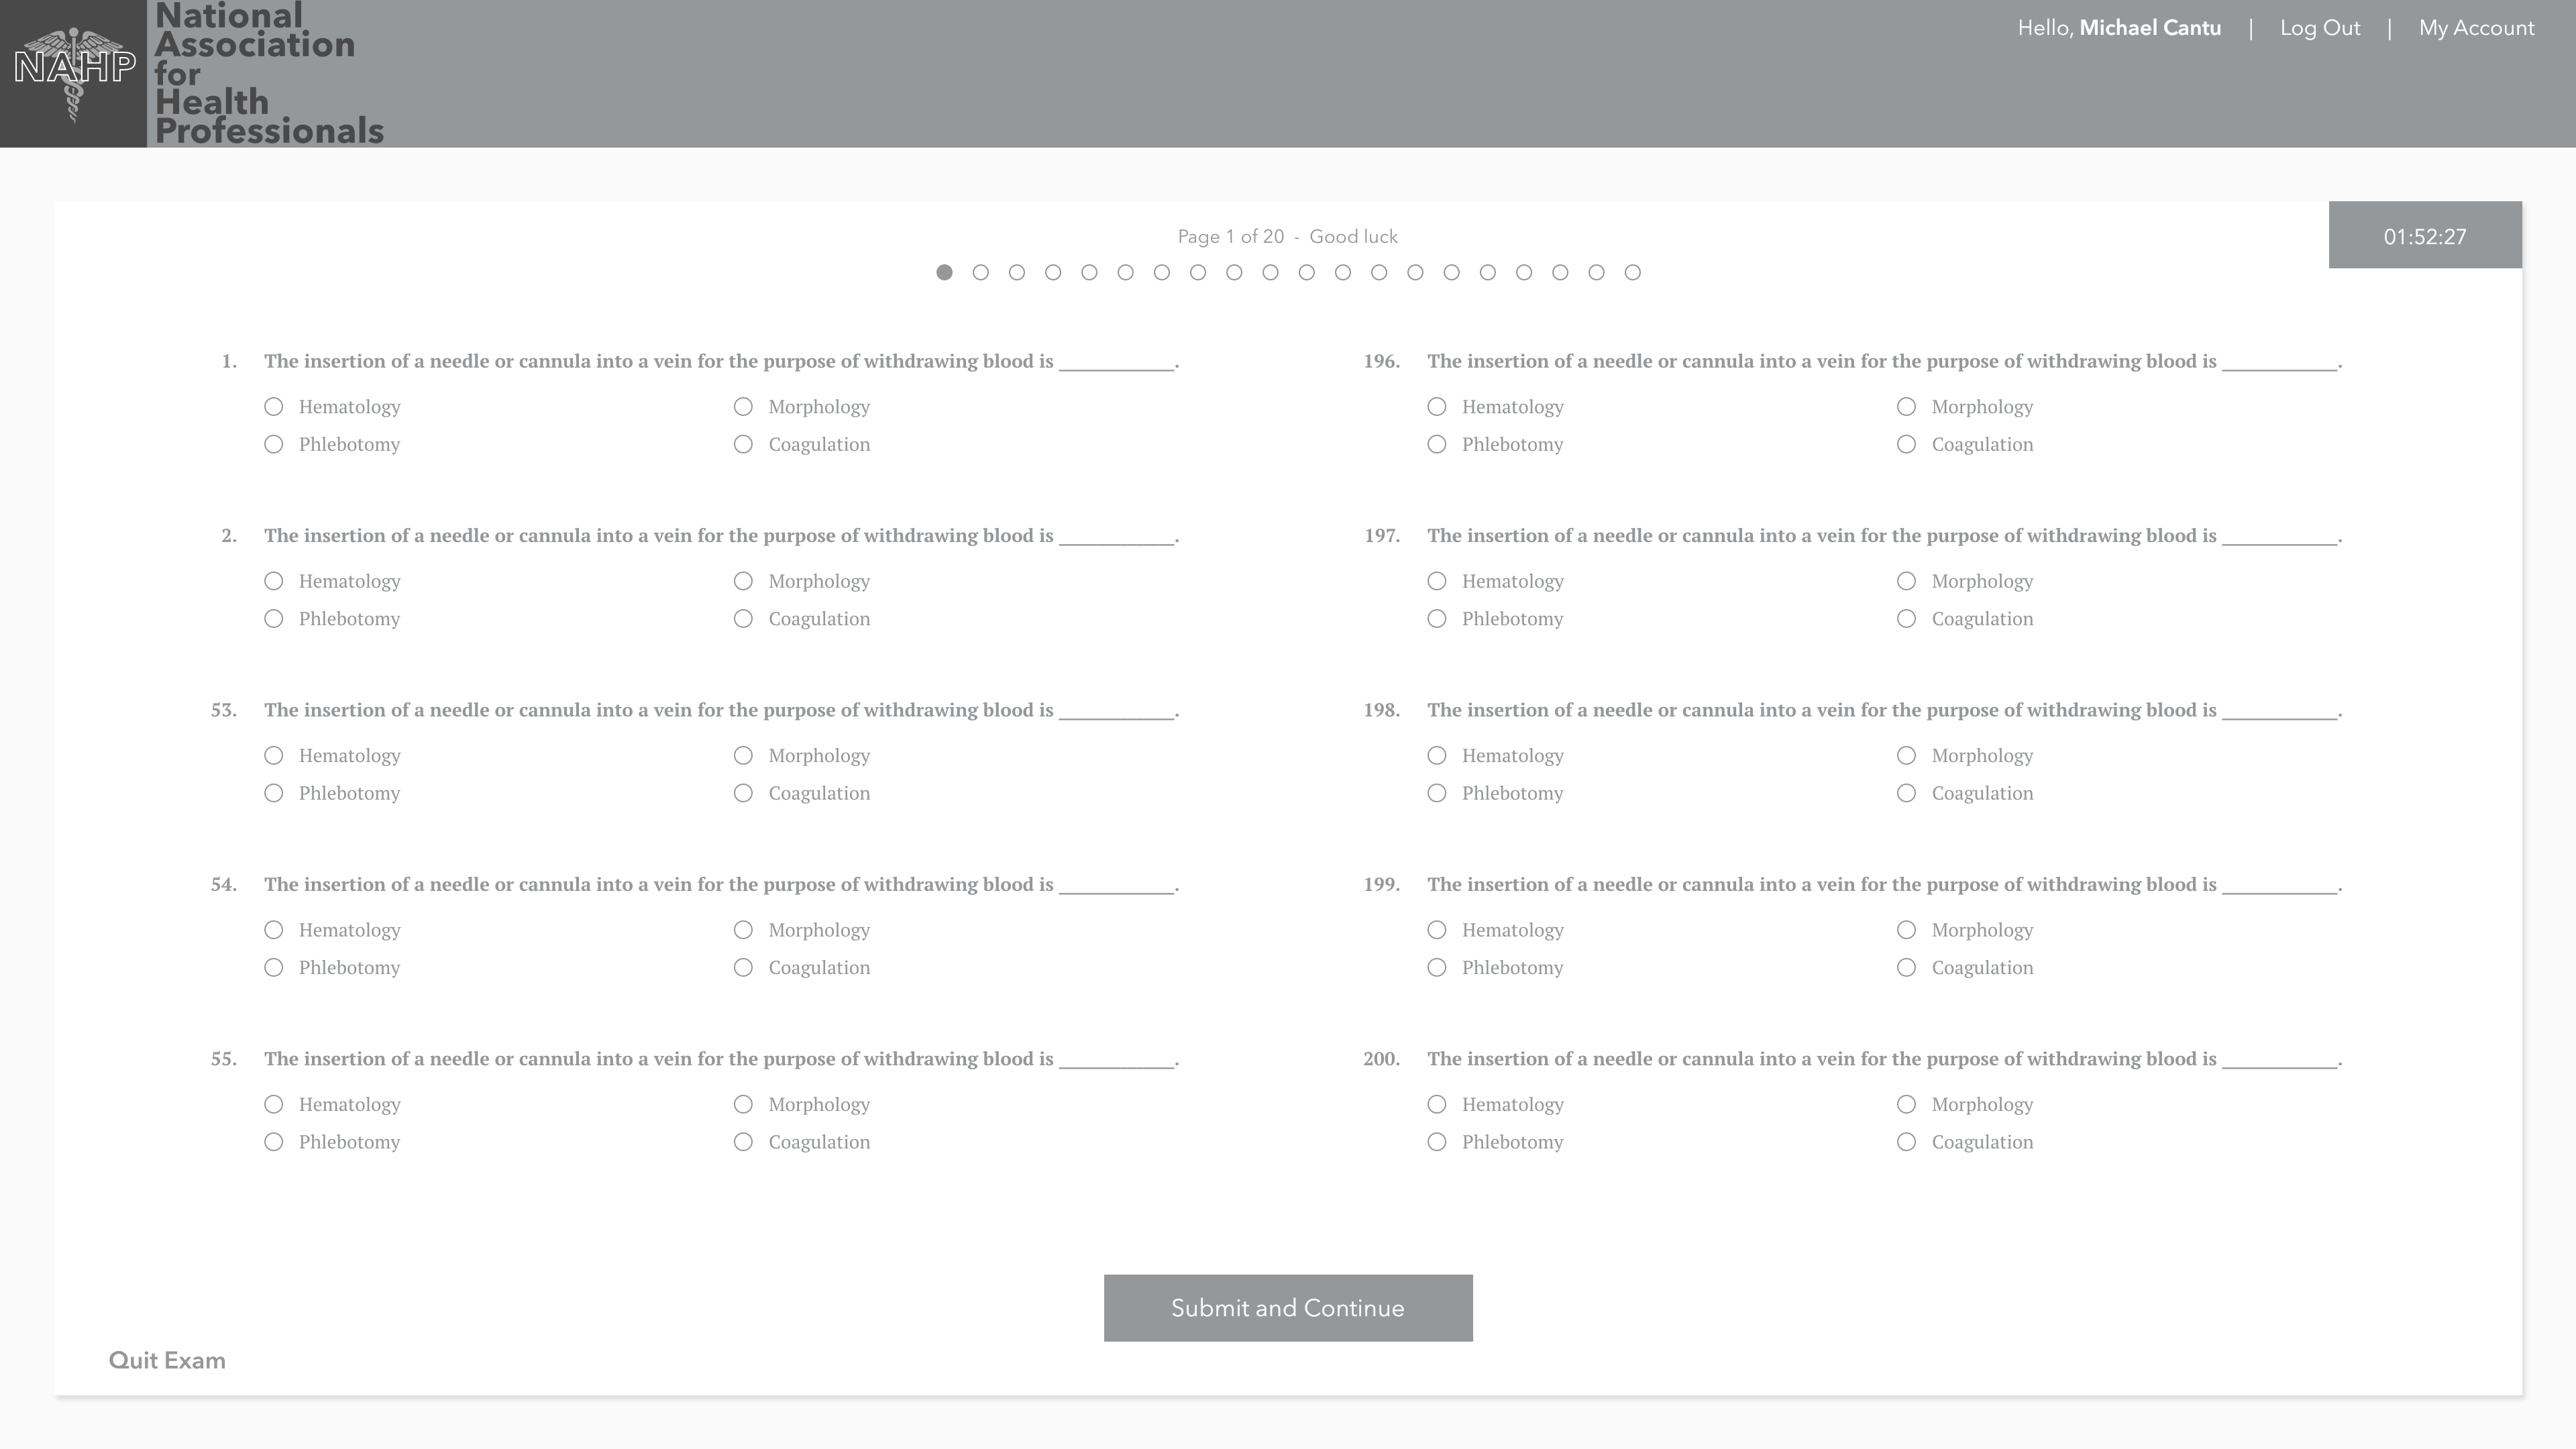 NAHP
National
Association
for
Health
Professionals
Hello, Michael Cantu | Log Out | My Account
Page 1 of 20 - Good luck
01:52:27
1. The insertion of a needle or cannula into a vein for the purpose of withdrawing blood is ____________.
Hematology Morphology
Phlebotomy Coagulation
2. The insertion of a needle or cannula into a vein for the purpose of withdrawing blood is ____________.
Hematology Morphology
Phlebotomy Coagulation
53. The insertion of a needle or cannula into a vein for the purpose of withdrawing blood is ____________.
Hematology Morphology
Phlebotomy Coagulation
54. The insertion of a needle or cannula into a vein for the purpose of withdrawing blood is ____________.
Hematology Morphology
Phlebotomy Coagulation
55. The insertion of a needle or cannula into a vein for the purpose of withdrawing blood is ____________.
Hematology Morphology
Phlebotomy Coagulation
196. The insertion of a needle or cannula into a vein for the purpose of withdrawing blood is ____________.
Hematology Morphology
Phlebotomy Coagulation
197. The insertion of a needle or cannula into a vein for the purpose of withdrawing blood is ____________.
Hematology Morphology
Phlebotomy Coagulation
198. The insertion of a needle or cannula into a vein for the purpose of withdrawing blood is ____________.
Hematology Morphology
Phlebotomy Coagulation
199. The insertion of a needle or cannula into a vein for the purpose of withdrawing blood is ____________.
Hematology Morphology
Phlebotomy Coagulation
200. The insertion of a needle or cannula into a vein for the purpose of withdrawing blood is ____________.
Hematology Morphology
Phlebotomy Coagulation
Submit and Continue
Quit Exam